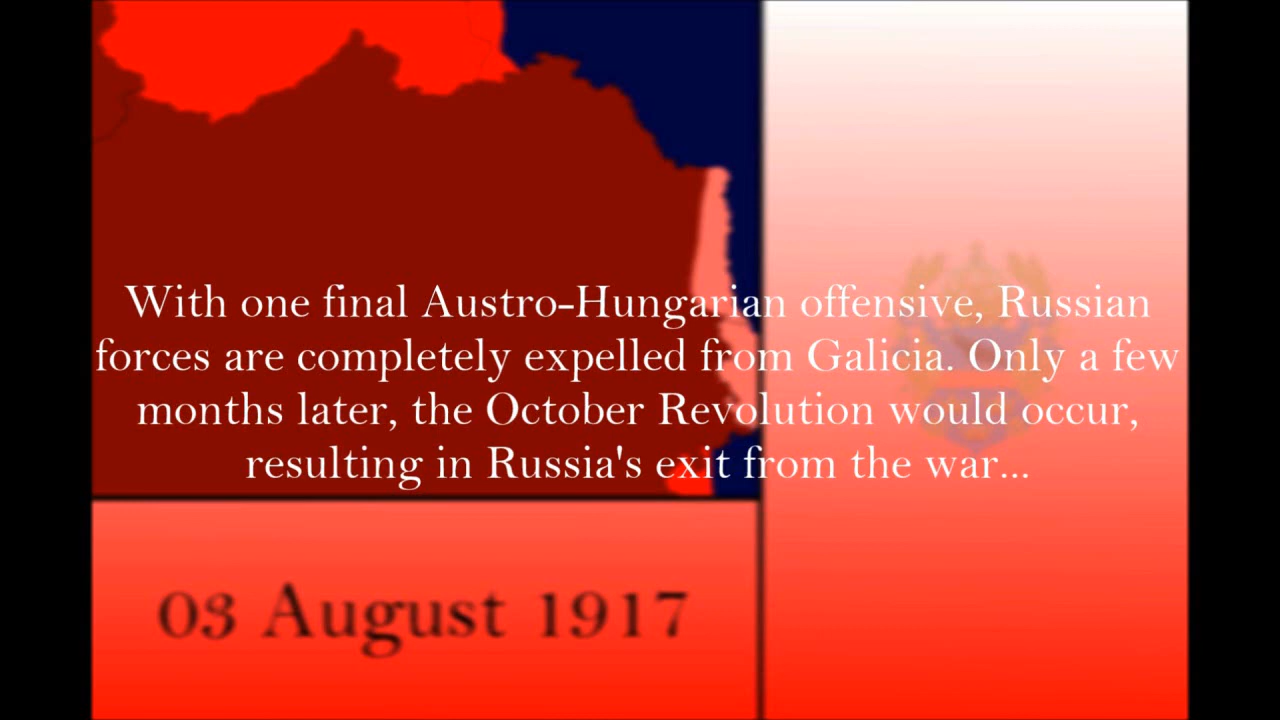 With one final Austro-Hungarian offensive, Russian
forces are completely expelled from Galicia. Only a few
months later, the October Revolution would occur,
resulting in Russia's exit from the war...
03 August 1917